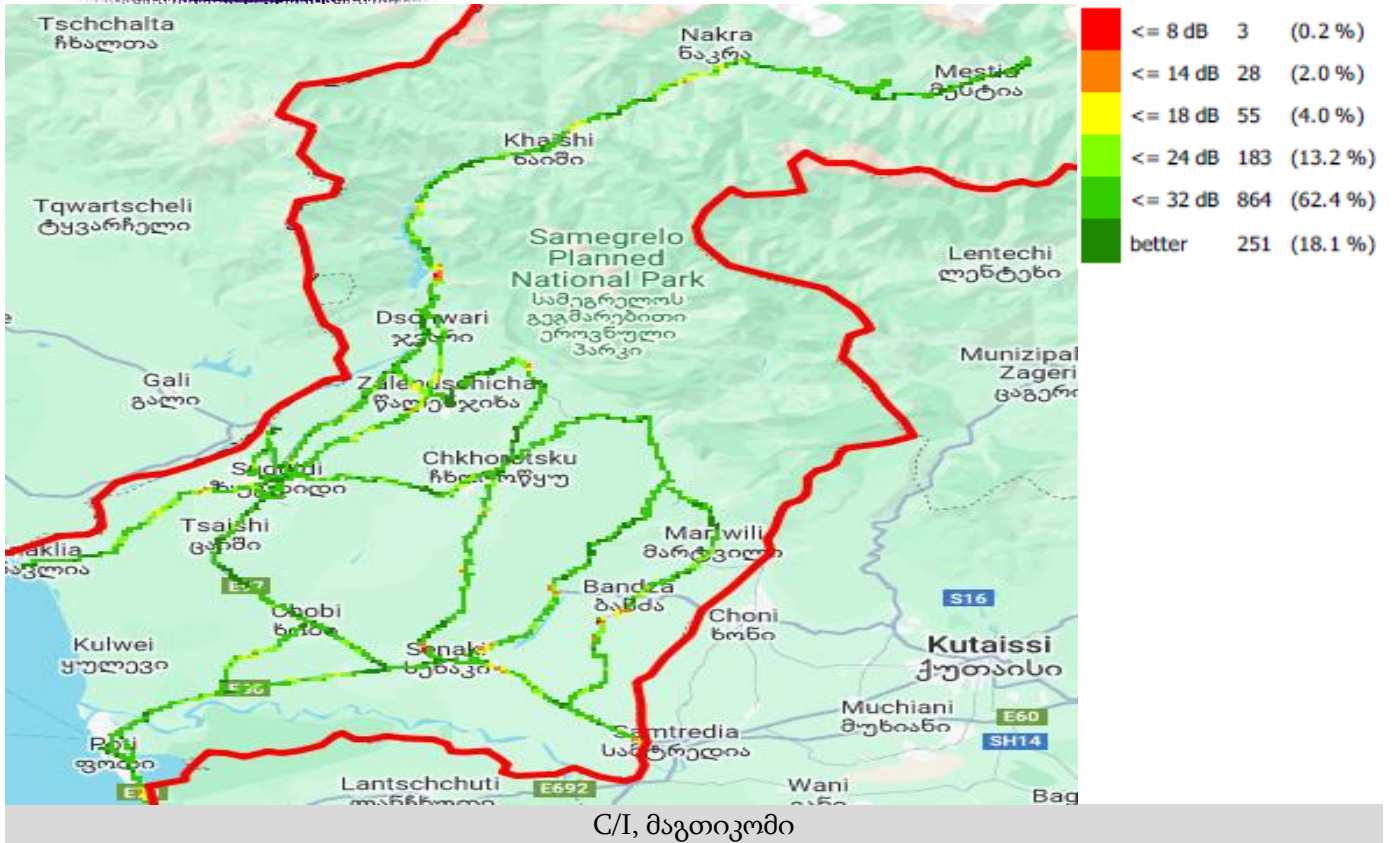 Tschchalta
ჩხალთა
Nakra
ნაკრა
Mestia
მესტია
Khaishi
ხაიში
Tqwartscheli
ტყვარჩელი
Samegrelo
Planned
National Park
სამეგრელოს
გეგმარებითი
ეროვნული
პარკი
Lentechi
ლენტეხი
Munizipal
Zageri
ცაგერი
Gali
გალი
Chkhorotsku
Tsaishi
ცაიში
Martwili
მარტვილი
Bandza
ბანძა
Choni
ხონი
S16
Kulwei
ყულევი
Senaki
სენაკი
Kutaissi
ქუთაისი
Muchiani
მუხიანი
E60
SH14
Samtredia
სამტრედია
Poti
ფოთი
Lantschchuti
E692
Wani
Bag
<= 8 dB 3 (0.2 %)
<= 14 dB 28 (2.0 %)
<= 18 dB 55 (4.0 %)
<= 24 dB 183 (13.2 %)
<= 32 dB 864 (62.4 %)
better 251 (18.1 %)
C/I, მაგთიკომი